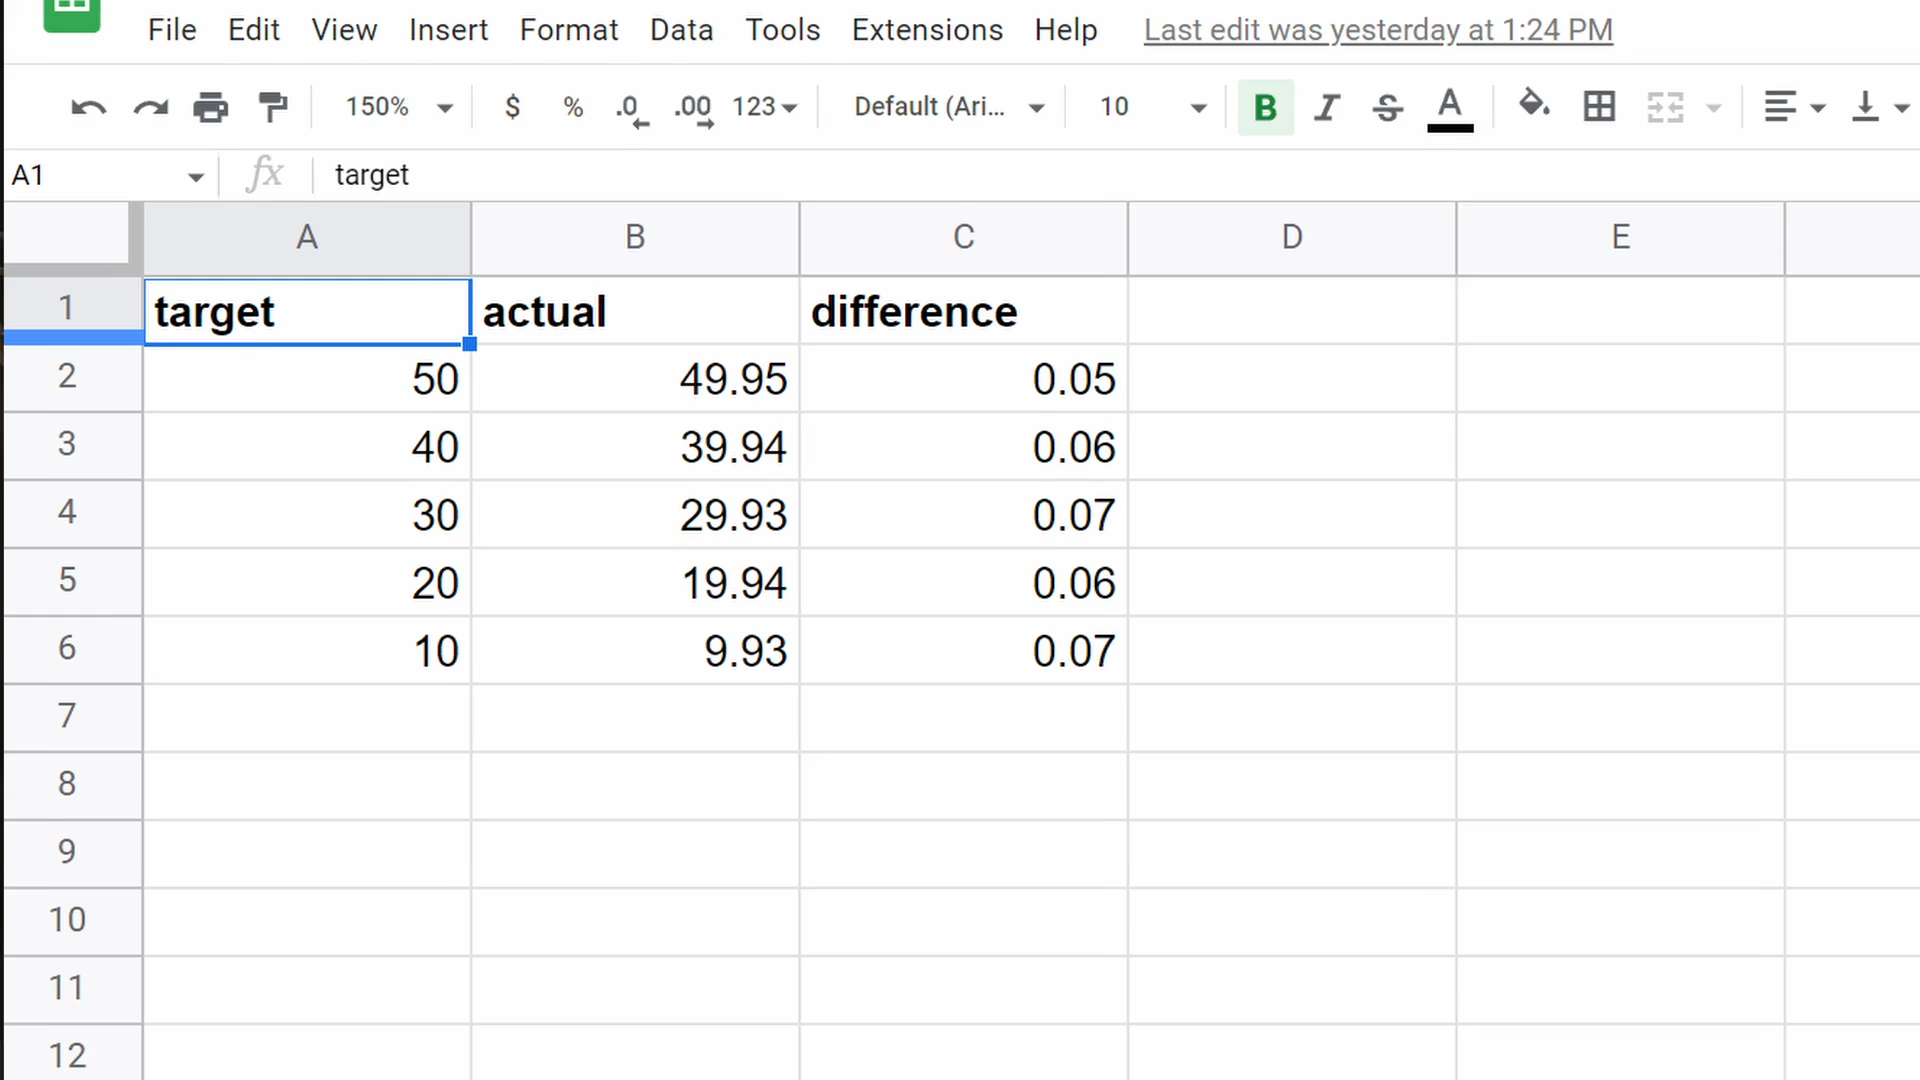 File Edit View Insert Format Data Tools Extensions Help Last edit was yesterday at 1:24 PM
150% $ % .0 .00 123 Default (Ari... 10 B I S A
A1 fx target
A B C D E
1 target actual difference
2 50 49.95 0.05
3 40 39.94 0.06
4 30 29.93 0.07
5 20 19.94 0.06
6 10 9.93 0.07
7
8
9
10
11
12